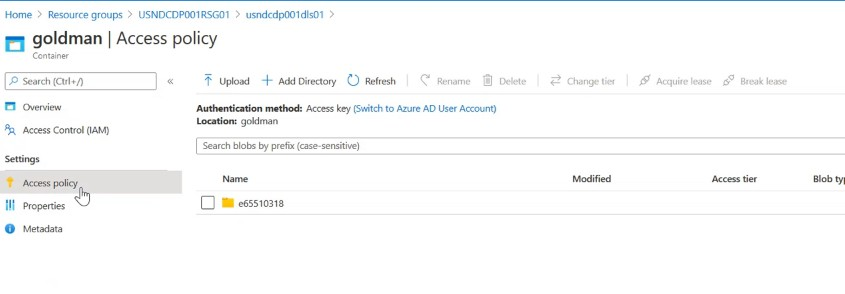 Home > Resource groups > USNDCDP001RSG01 > usndcdp001dls01 >
goldman | Access policy
Container
Search (Ctrl+/)
«
Overview
Access Control (IAM)
Settings
Access policy
Properties
Metadata
Upload + Add Directory Refresh Rename Delete Change tier Acquire lease Break lease
Authentication method: Access key (Switch to Azure AD User Account)
Location: goldman
Search blobs by prefix (case-sensitive)
Name Modified Access tier Blob typ
e65510318